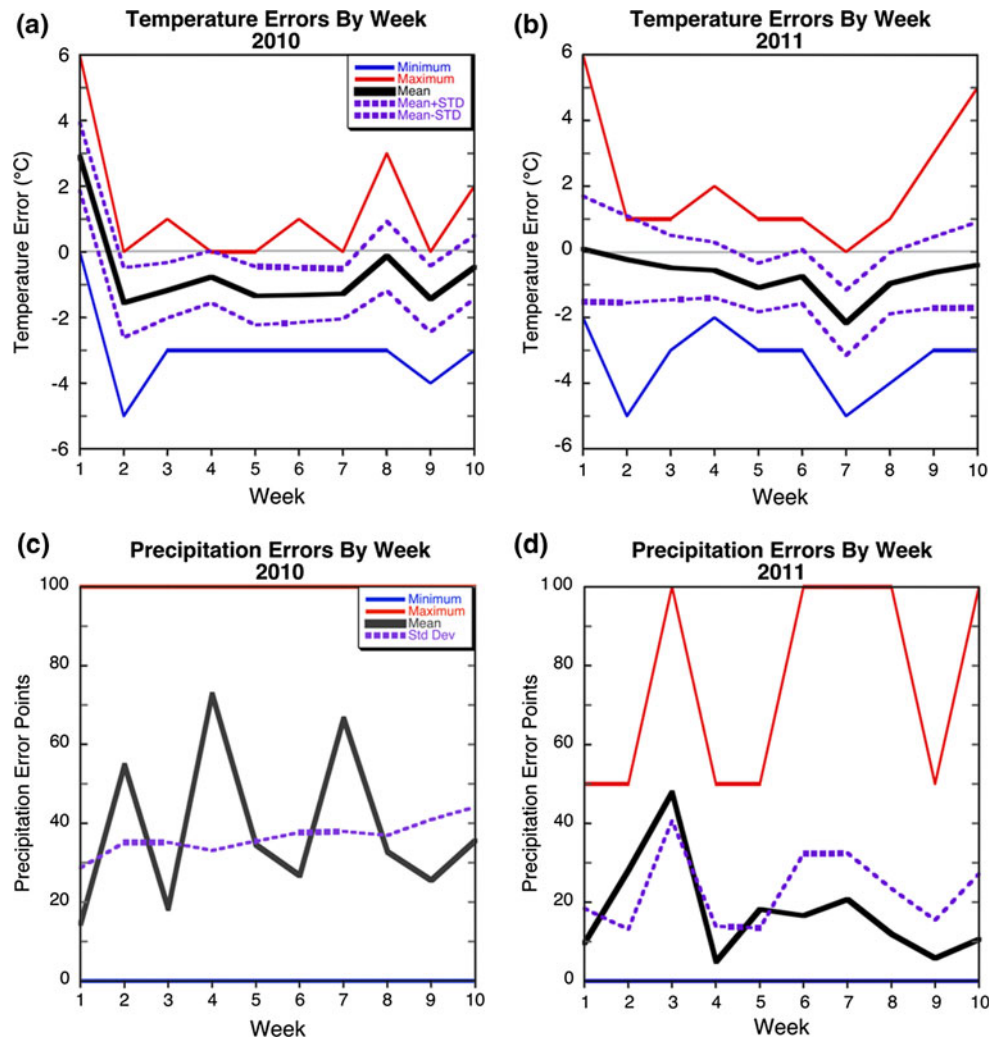 (a)
Temperature Errors By Week
2010
Temperature Error (°C)
6
4
2
0
-2
-4
-6
Minimum
Maximum
Mean
Mean+STD
Mean-STD
1 2 3 4 5 6 7 8 9 10
Week
(b)
Temperature Errors By Week
2011
Temperature Error (°C)
6
4
2
0
-2
-4
-6
1 2 3 4 5 6 7 8 9 10
Week
(c)
Precipitation Errors By Week
2010
Precipitation Error Points
100
80
60
40
20
0
Minimum
Maximum
Mean
Std Dev
1 2 3 4 5 6 7 8 9 10
Week
(d)
Precipitation Errors By Week
2011
Precipitation Error Points
100
80
60
40
20
0
1 2 3 4 5 6 7 8 9 10
Week